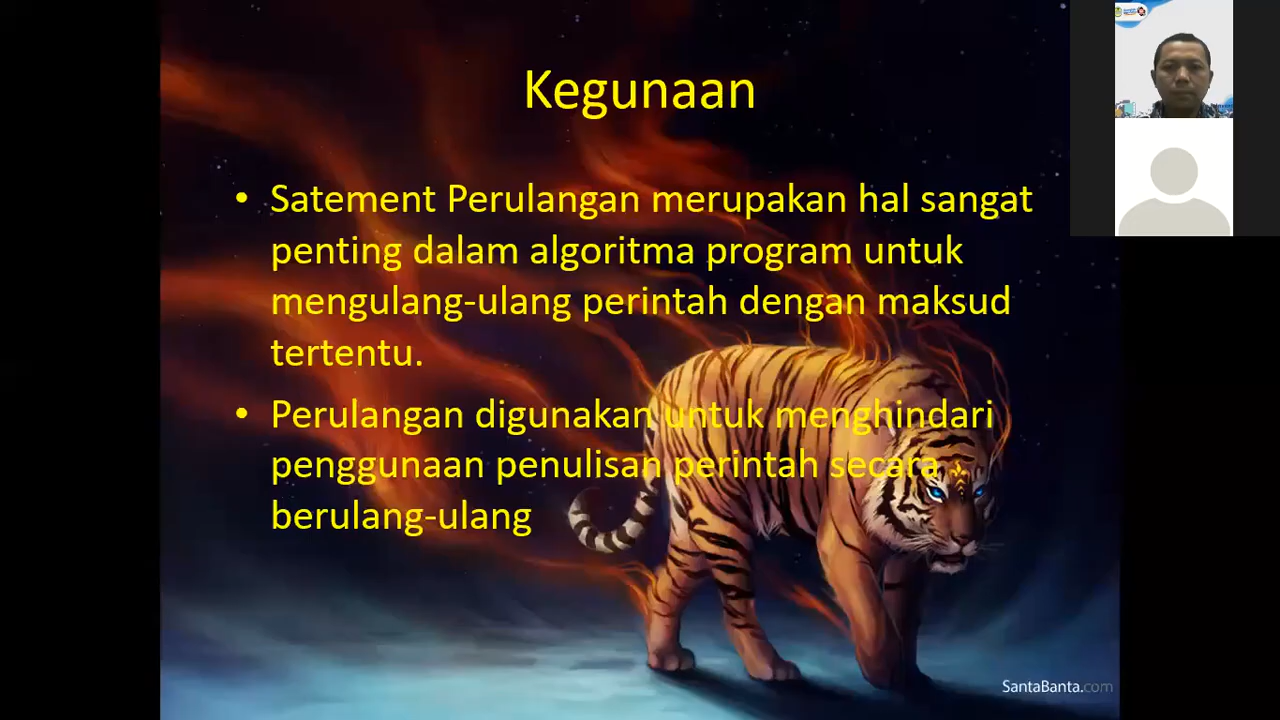 Kegunaan
• Satement Perulangan merupakan hal sangat
penting dalam algoritma program untuk
mengulang-ulang perintah dengan maksud
tertentu.
• Perulangan digunakan untuk menghindari
penggunaan penulisan perintah secara
berulang-ulang
SantaBanta.com